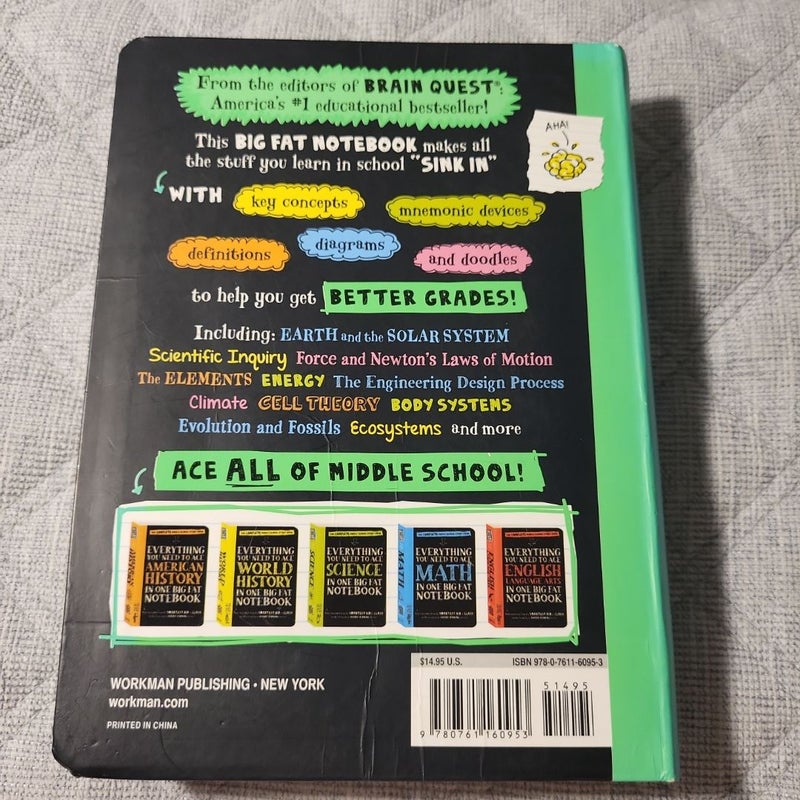 From the editors of BRAIN QUEST®:
America's #1 educational bestseller!
AHA!
This BIG FAT NOTEBOOK makes all
the stuff you learn in school "SINK IN"
WITH key concepts mnemonic devices
definitions diagrams and doodles
to help you get BETTER GRADES!
Including: EARTH and the SOLAR SYSTEM
Scientific Inquiry Force and Newton's Laws of Motion
The ELEMENTS ENERGY The Engineering Design Process
Climate CELL THEORY BODY SYSTEMS
Evolution and Fossils Ecosystems and more
ACE ALL OF MIDDLE SCHOOL!
EVERYTHING
YOU NEED TO ACE
AMERICAN
HISTORY
IN ONE BIG FAT
NOTEBOOK
EVERYTHING
YOU NEED TO ACE
WORLD
HISTORY
IN ONE BIG FAT
NOTEBOOK
SCIENCE
EVERYTHING
YOU NEED TO ACE
SCIENCE
IN ONE BIG FAT
NOTEBOOK
MATH
EVERYTHING
YOU NEED TO ACE
MATH
IN ONE BIG FAT
NOTEBOOK
EVERYTHING
YOU NEED TO ACE
ENGLISH
LANGUAGE ARTS
IN ONE BIG FAT
NOTEBOOK
$14.95 U.S. ISBN 978-0-7611-6095-3
51495
9 780761 160953
WORKMAN PUBLISHING • NEW YORK
workman.com
PRINTED IN CHINA